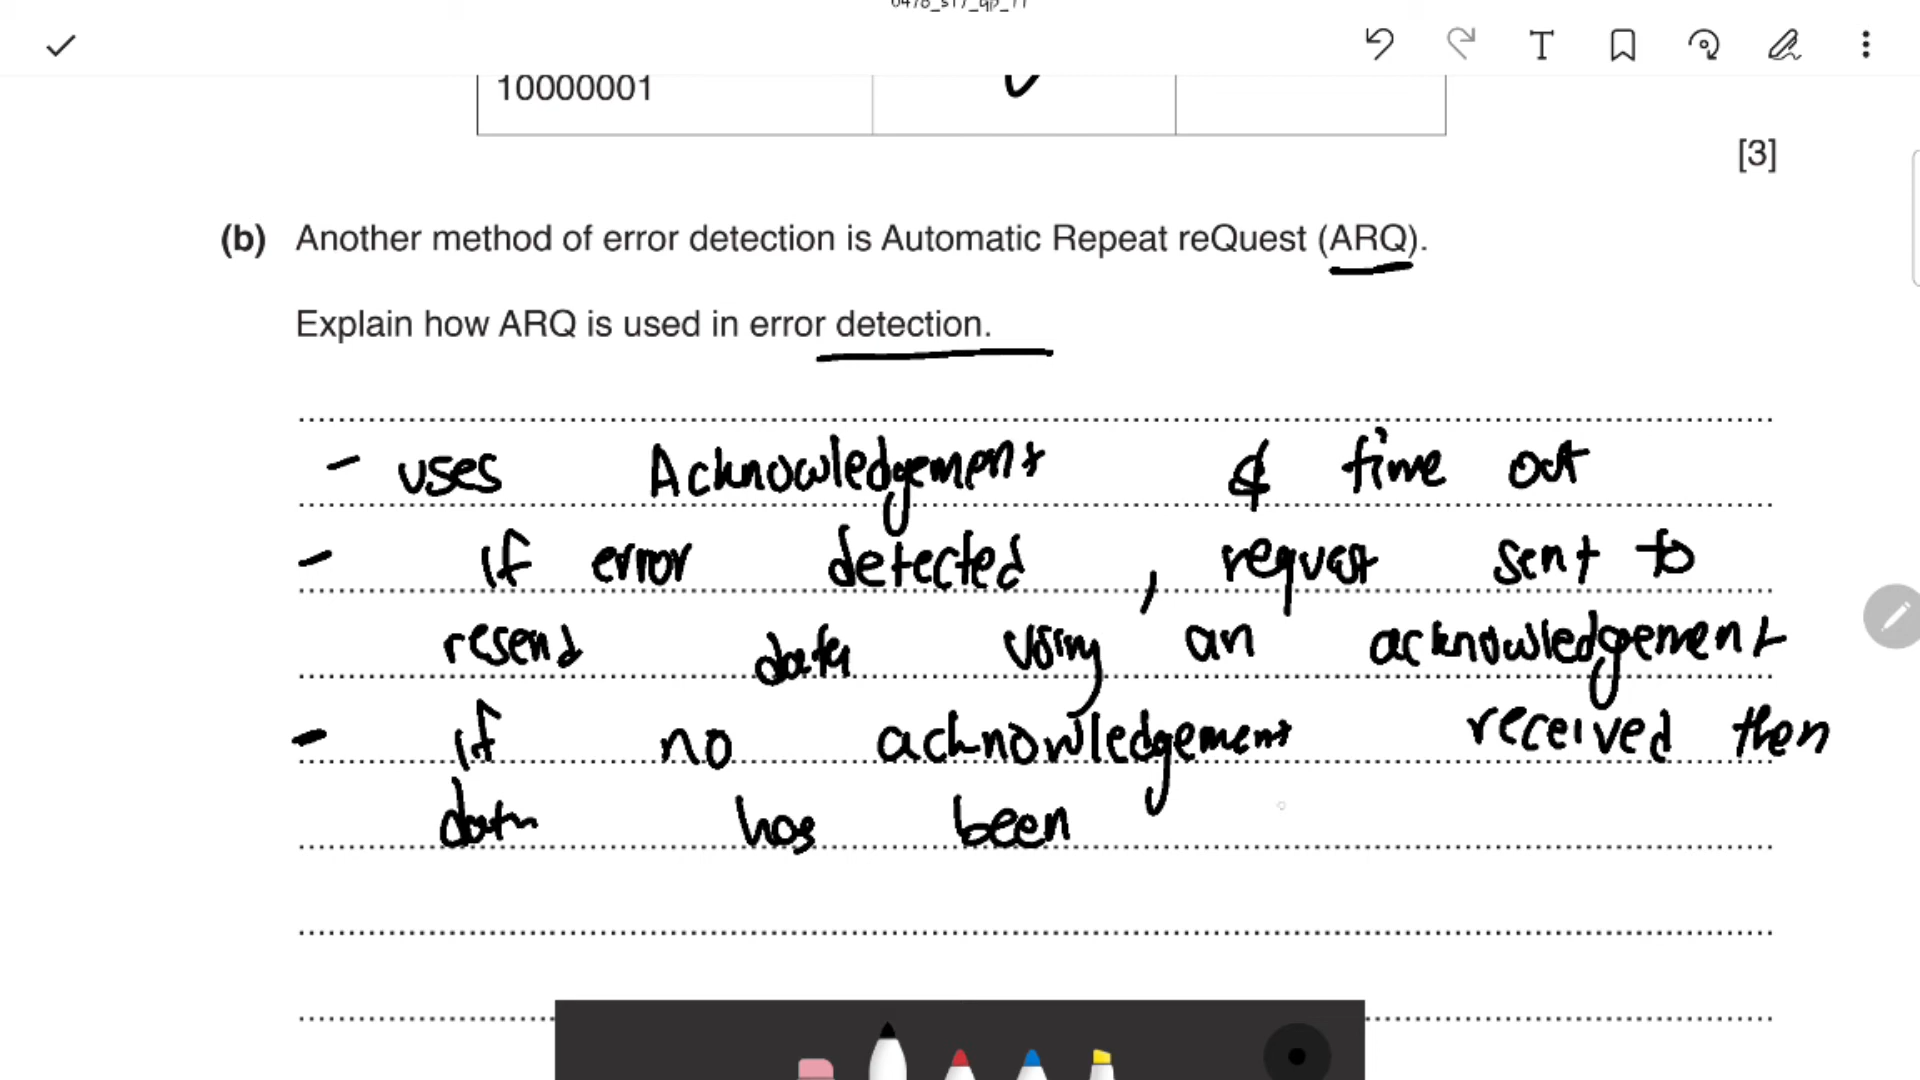 0478_s17_qp_11
10000001
[3]
(b) Another method of error detection is Automatic Repeat reQuest (ARQ).
Explain how ARQ is used in error detection.
- uses Acknowledgement & time out
- if error detected, request sent to
resend data using an acknowledgement
- if no acknowledgement received then
data has been